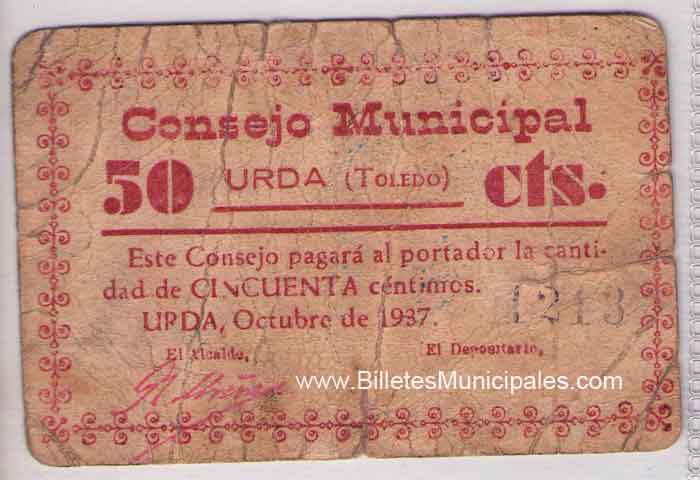 Consejo Municipal
50 URDA (TOLEDO) cts.
Este Consejo pagará al portador la canti-
dad de CINCUENTA céntimos.
1213
URDA, Octubre de 1937.
El Alcalde, El Depositario,
www.BilletesMunicipales.com